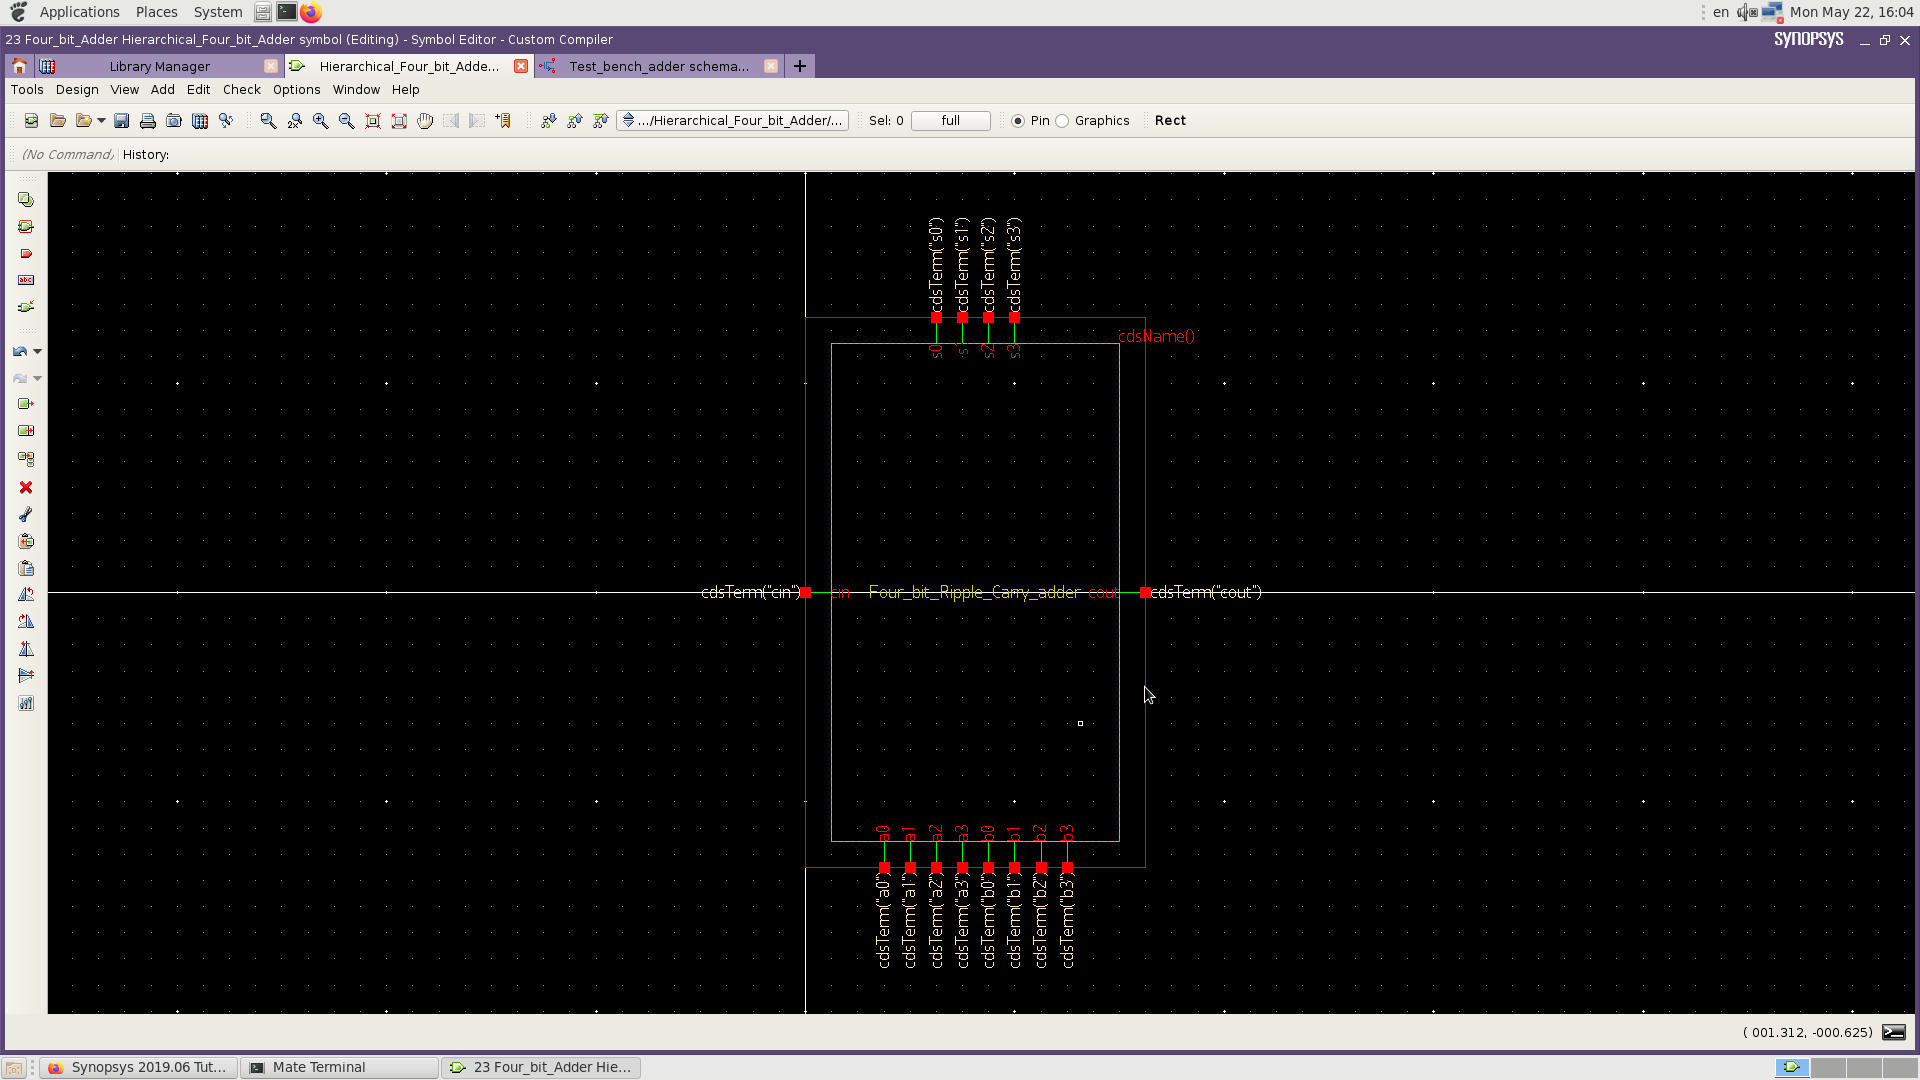 Applications Places System
en Mon May 22, 16:04
23 Four_bit_Adder Hierarchical_Four_bit_Adder symbol (Editing) - Symbol Editor - Custom Compiler
SYNOPSYS
Library Manager
Hierarchical_Four_bit_Adde...
Test_bench_adder schema...
Tools Design View Add Edit Check Options Window Help
.../Hierarchical_Four_bit_Adder/...
Sel: 0
full
Pin
Graphics
Rect
(No Command) History:
abc
cdsTerm("s0")
cdsTerm("s1")
cdsTerm("s2")
cdsTerm("s3")
cdsName()
s0
s2
s3
cdsTerm("cin")
cin
Four_bit_Ripple_Carry_adder
cout
cdsTerm("cout")
a0
a1
a2
a3
b0
b1
b2
b3
cdsTerm("a0")
cdsTerm("a1")
cdsTerm("a2")
cdsTerm("a3")
cdsTerm("b0")
cdsTerm("b1")
cdsTerm("b2")
cdsTerm("b3")
( 001.312, -000.625)
Synopsys 2019.06 Tut...
Mate Terminal
23 Four_bit_Adder Hie...